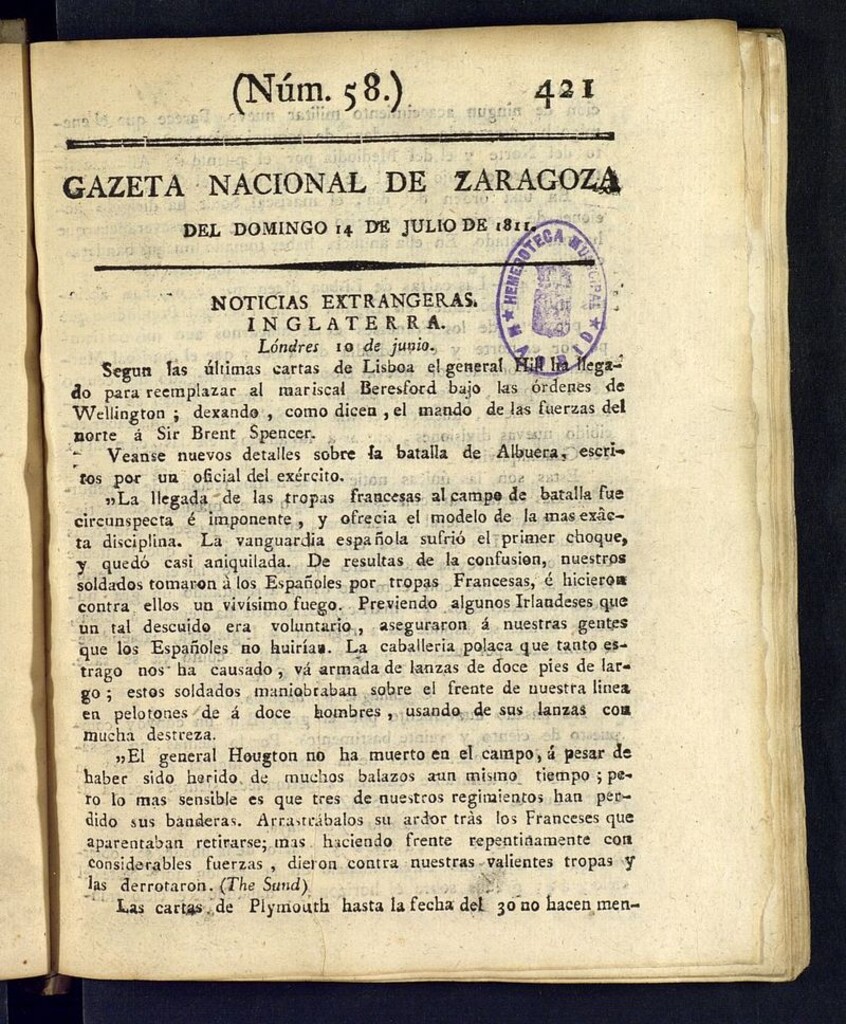 (Núm. 58.) 421
GAZETA NACIONAL DE ZARAGOZA
DEL DOMINGO 14 DE JULIO DE 1811.
HEMEROTECA MUNICIPAL
MADRID
NOTICIAS EXTRANGERAS.
INGLATERRA.
Lóndres 10 de junio.
Segun las últimas cartas de Lisboa el general Hill ha llega-
do para reemplazar al mariscal Beresford bajo las órdenes de
Wellington ; dexando , como dicen , el mando de las fuerzas del
norte á Sir Brent Spencer.
Veanse nuevos detalles sobre la batalla de Albuera, escri-
tos por un oficial del exército.
„La llegada de las tropas francesas al campo de batalla fue
circunspecta é imponente , y ofrecia el modelo de la mas exâc-
ta disciplina. La vanguardia española sufrió el primer choque,
y quedó casi aniquilada. De resultas de la confusion, nuestros
soldados tomaron à los Españoles por tropas Francesas, é hicieron
contra ellos un vivísimo fuego. Previendo algunos Irlandeses que
un tal descuido era voluntario , aseguraron á nuestras gentes
que los Españoles no huirían. La caballeria polaca que tanto es-
trago nos ha causado , vá armada de lanzas de doce pies de lar-
go ; estos soldados maniobraban sobre el frente de nuestra linea
en pelotones de á doce hombres , usando de sus lanzas con
mucha destreza.
„El general Hougton no ha muerto en el campo, á pesar de
haber sido herido de muchos balazos aun mismo tiempo ; pe-
ro lo mas sensible es que tres de nuestros regimientos han per-
dido sus banderas. Arrastrábalos su ardor trás los Franceses que
aparentaban retirarse; mas haciendo frente repentinamente con
considerables fuerzas , dieron contra nuestras valientes tropas y
las derrotaron. (The Sund)
Las cartas de Plymouth hasta la fecha del 30 no hacen men-